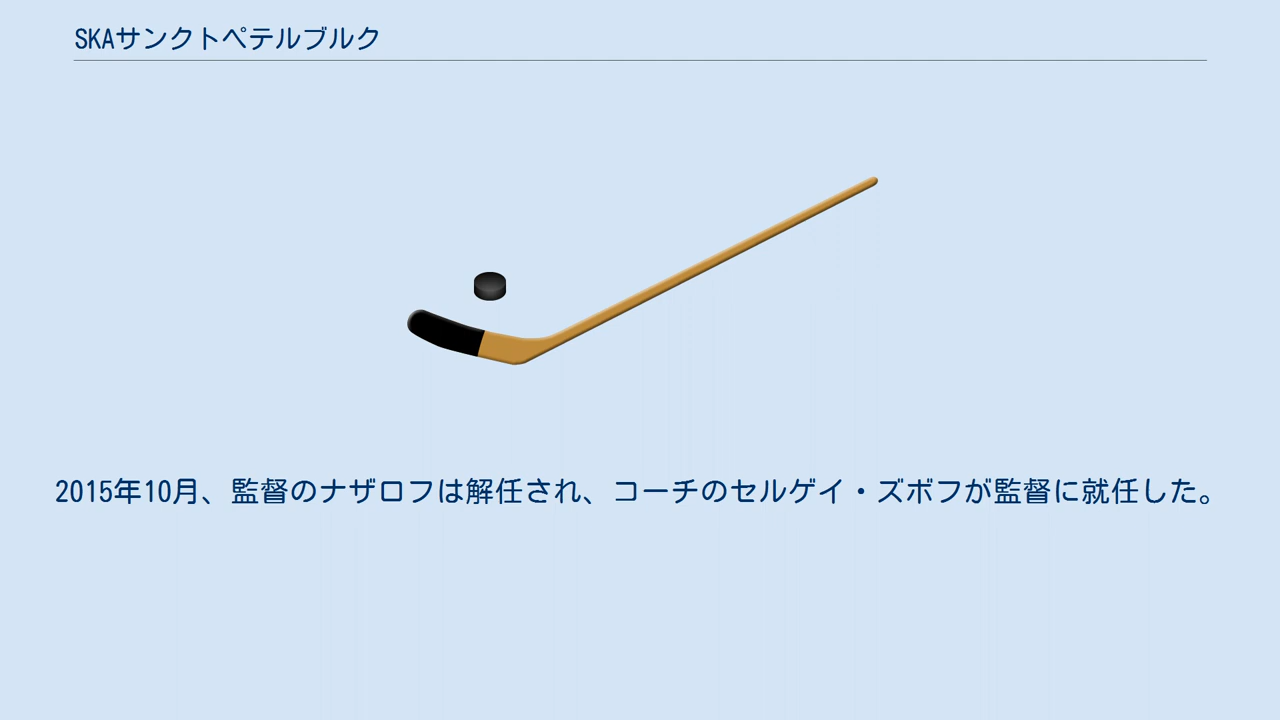 SKAサンクトペテルブルク
2015年10月、監督のナザロフは解任され、コーチのセルゲイ・ズボフが監督に就任した。